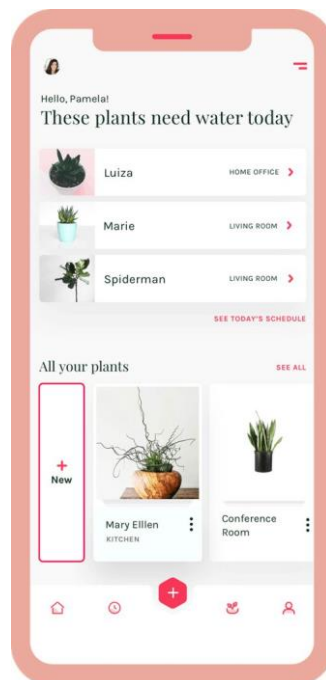 Hello, Pamela!
These plants need water today
Luiza
HOME OFFICE
Marie
LIVING ROOM
Spiderman
LIVING ROOM
SEE TODAY'S SCHEDULE
All your plants
SEE ALL
+
New
Mary Elllen
KITCHEN
Conference
Room
+